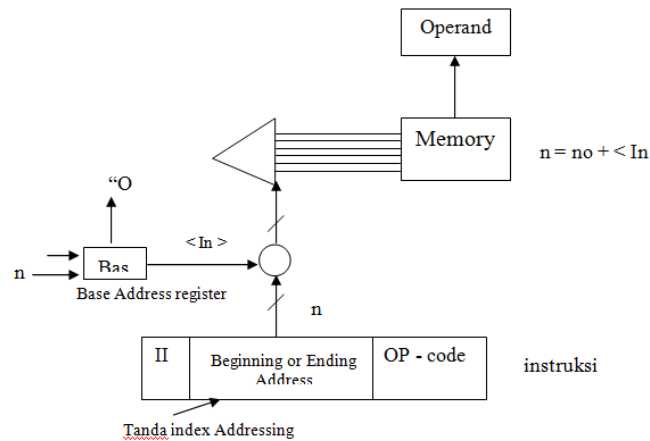 Operand
Memory
n = no + < In
“O
< In >
n
Bas
Base Address register
n
II
Beginning or Ending
Address
OP - code
instruksi
Tanda index Addressing